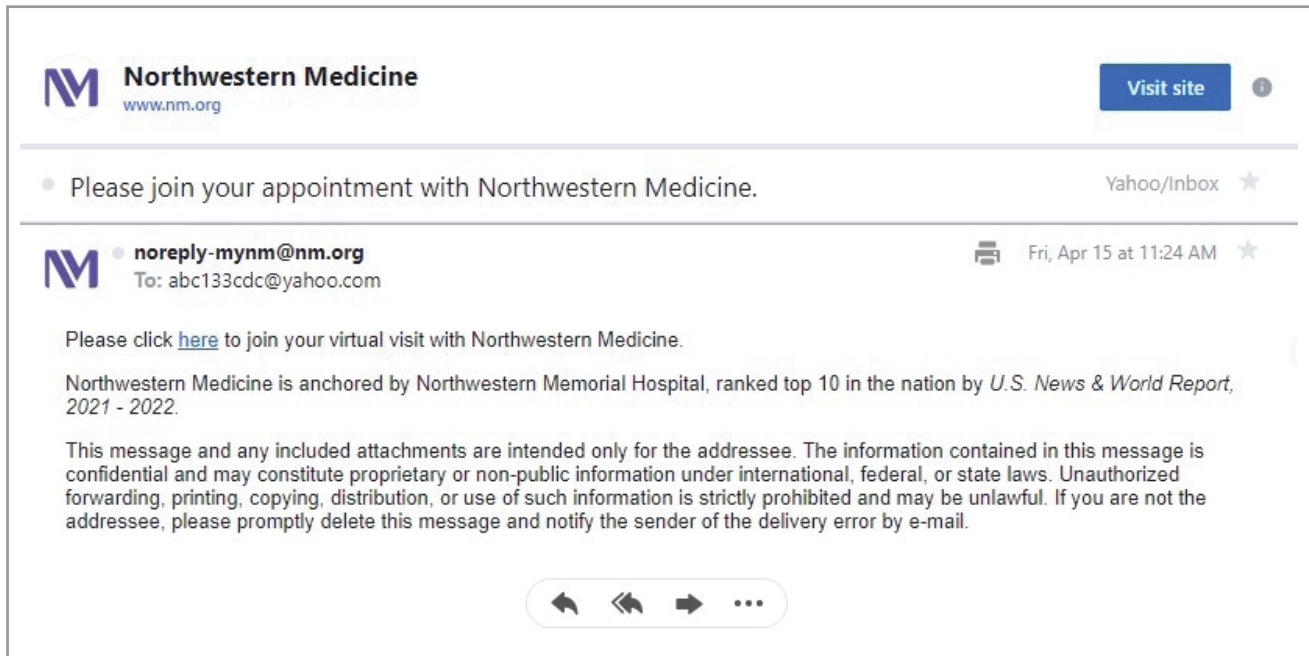 NM Northwestern Medicine
www.nm.org
Visit site
Please join your appointment with Northwestern Medicine.
Yahoo/Inbox
NM noreply-mynm@nm.org
Fri, Apr 15 at 11:24 AM
To: abc133cdc@yahoo.com
Please click here to join your virtual visit with Northwestern Medicine.
Northwestern Medicine is anchored by Northwestern Memorial Hospital, ranked top 10 in the nation by U.S. News & World Report,
2021 - 2022.
This message and any included attachments are intended only for the addressee. The information contained in this message is
confidential and may constitute proprietary or non-public information under international, federal, or state laws. Unauthorized
forwarding, printing, copying, distribution, or use of such information is strictly prohibited and may be unlawful. If you are not the
addressee, please promptly delete this message and notify the sender of the delivery error by e-mail.